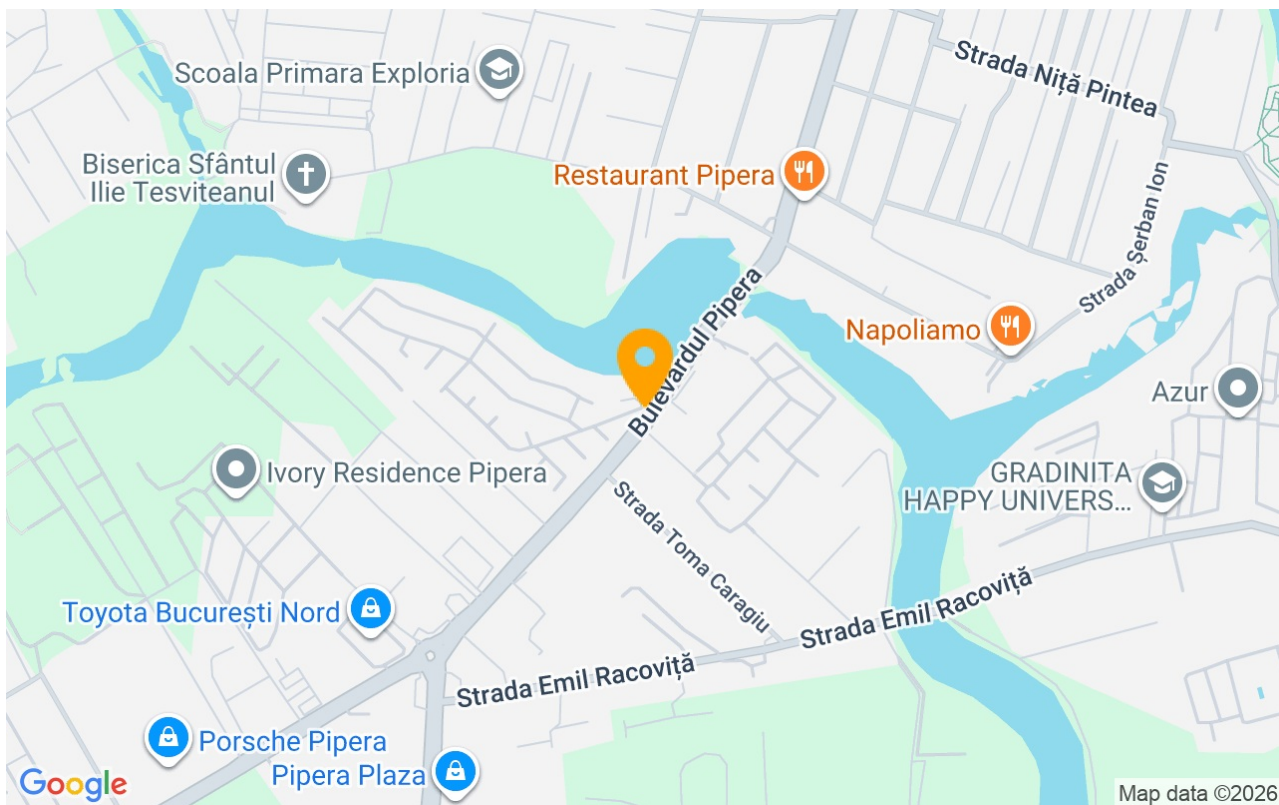 Strada Niță Pintea
Scoala Primara Exploria
Biserica Sfântul
Ilie Tesviteanul
Restaurant Pipera
Strada Șerban Ion
Bulevardul Pipera
Napoliamo
Azur
Ivory Residence Pipera
GRADINITA
HAPPY UNIVERS...
Strada Toma Caragiu
Toyota București Nord
Strada Emil Racoviță
Strada Emil Racoviță
Porsche Pipera
Pipera Plaza
Google
Map data ©2026